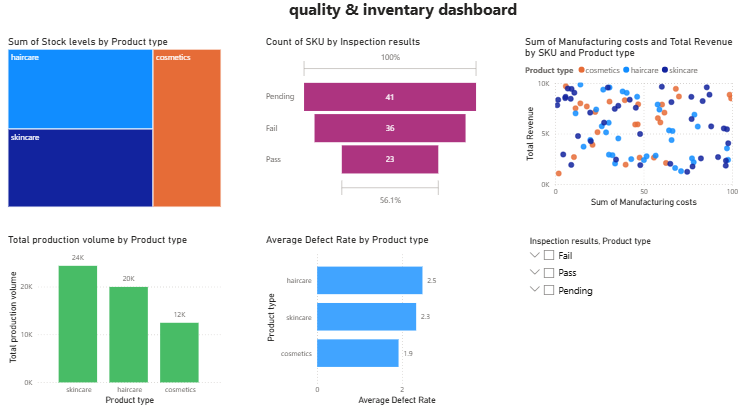 quality & inventary dashboard
Sum of Stock levels by Product type
haircare
cosmetics
skincare
Count of SKU by Inspection results
100%
Pending
41
Fail
36
Pass
23
56.1%
Sum of Manufacturing costs and Total Revenue
by SKU and Product type
Product type cosmetics haircare skincare
Total Revenue
10K
5K
0K
0
50
100
Sum of Manufacturing costs
Total production volume by Product type
Total production volume
24K
20K
12K
20K
10K
0K
skincare
haircare
cosmetics
Product type
Average Defect Rate by Product type
Product type
haircare
2.5
skincare
2.3
cosmetics
1.9
0
2
Average Defect Rate
Inspection results, Product type
Fail
Pass
Pending